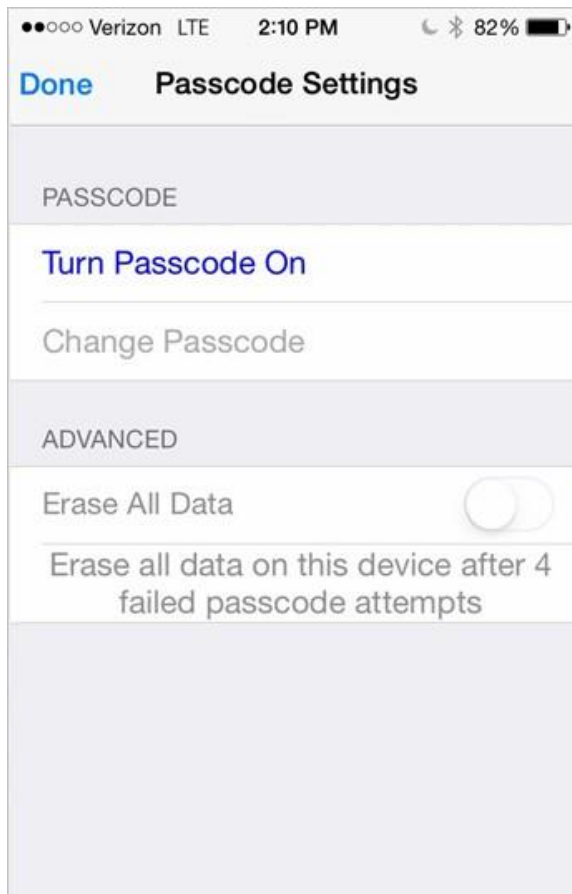 Verizon LTE 2:10 PM 82%
Done Passcode Settings
PASSCODE
Turn Passcode On
Change Passcode
ADVANCED
Erase All Data
Erase all data on this device after 4
failed passcode attempts